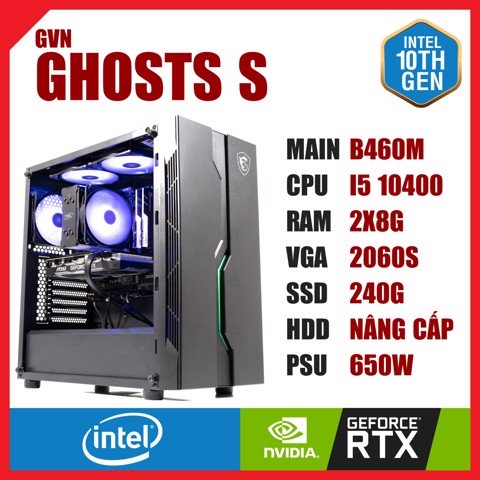 GVN
GHOSTS S
INTEL
10TH
GEN
MAIN B460M
CPU I5 10400
RAM 2X8G
VGA 2060S
SSD 240G
HDD NÂNG CẤP
PSU 650W
intel
NVIDIA.
GEFORCE
RTX